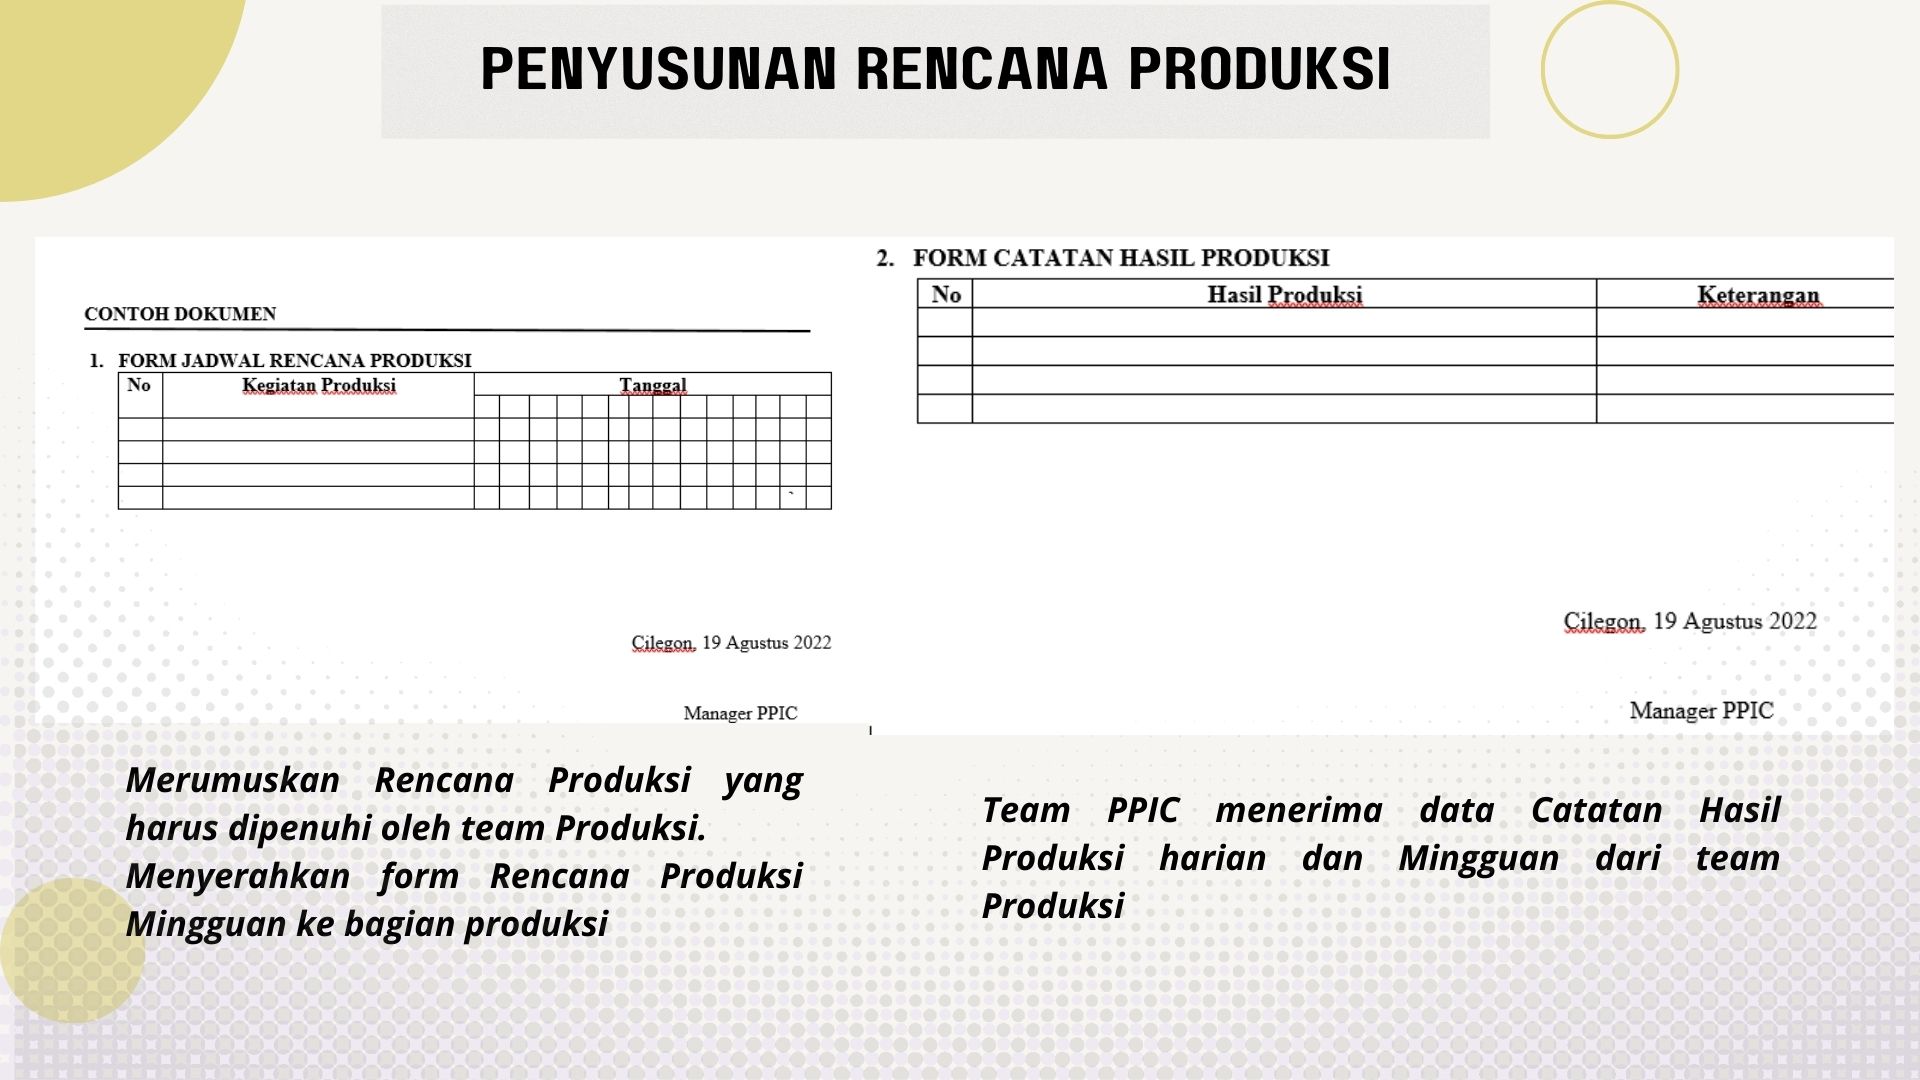 PENYUSUNAN RENCANA PRODUKSI
CONTOH DOKUMEN
1. FORM JADWAL RENCANA PRODUKSI
No Kegiatan Produksi Tanggal
`
Cilegon, 19 Agustus 2022
Manager PPIC
2. FORM CATATAN HASIL PRODUKSI
No Hasil Produksi Keterangan
Cilegon, 19 Agustus 2022
Manager PPIC
Merumuskan Rencana Produksi yang
harus dipenuhi oleh team Produksi.
Menyerahkan form Rencana Produksi
Mingguan ke bagian produksi
Team PPIC menerima data Catatan Hasil
Produksi harian dan Mingguan dari team
Produksi